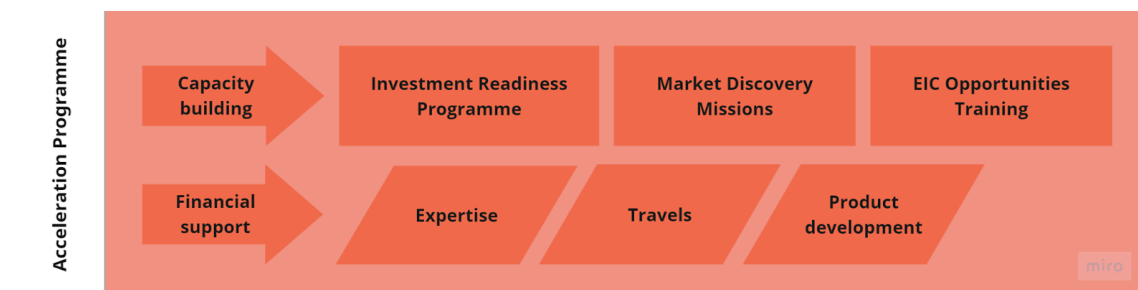 Acceleration Programme
Capacity
building
Investment Readiness
Programme
Market Discovery
Missions
EIC Opportunities
Training
Financial
support
Expertise
Travels
Product
development
miro